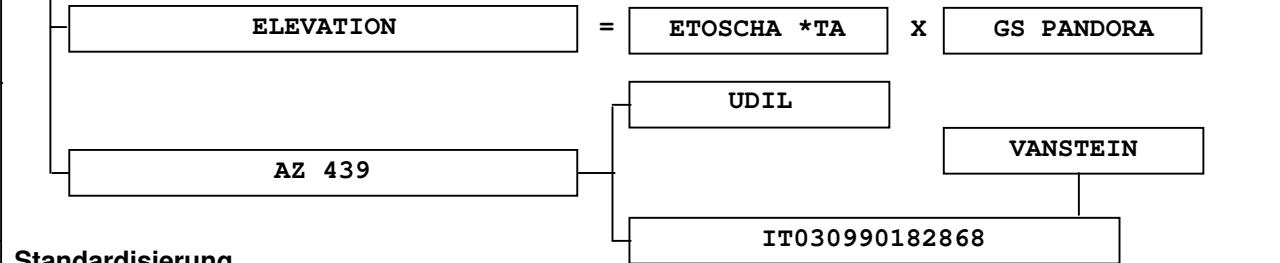 ELEVATION = ETOSCHA *TA X GS PANDORA
UDIL
VANSTEIN
AZ 439
IT030990182868
Standardisierung